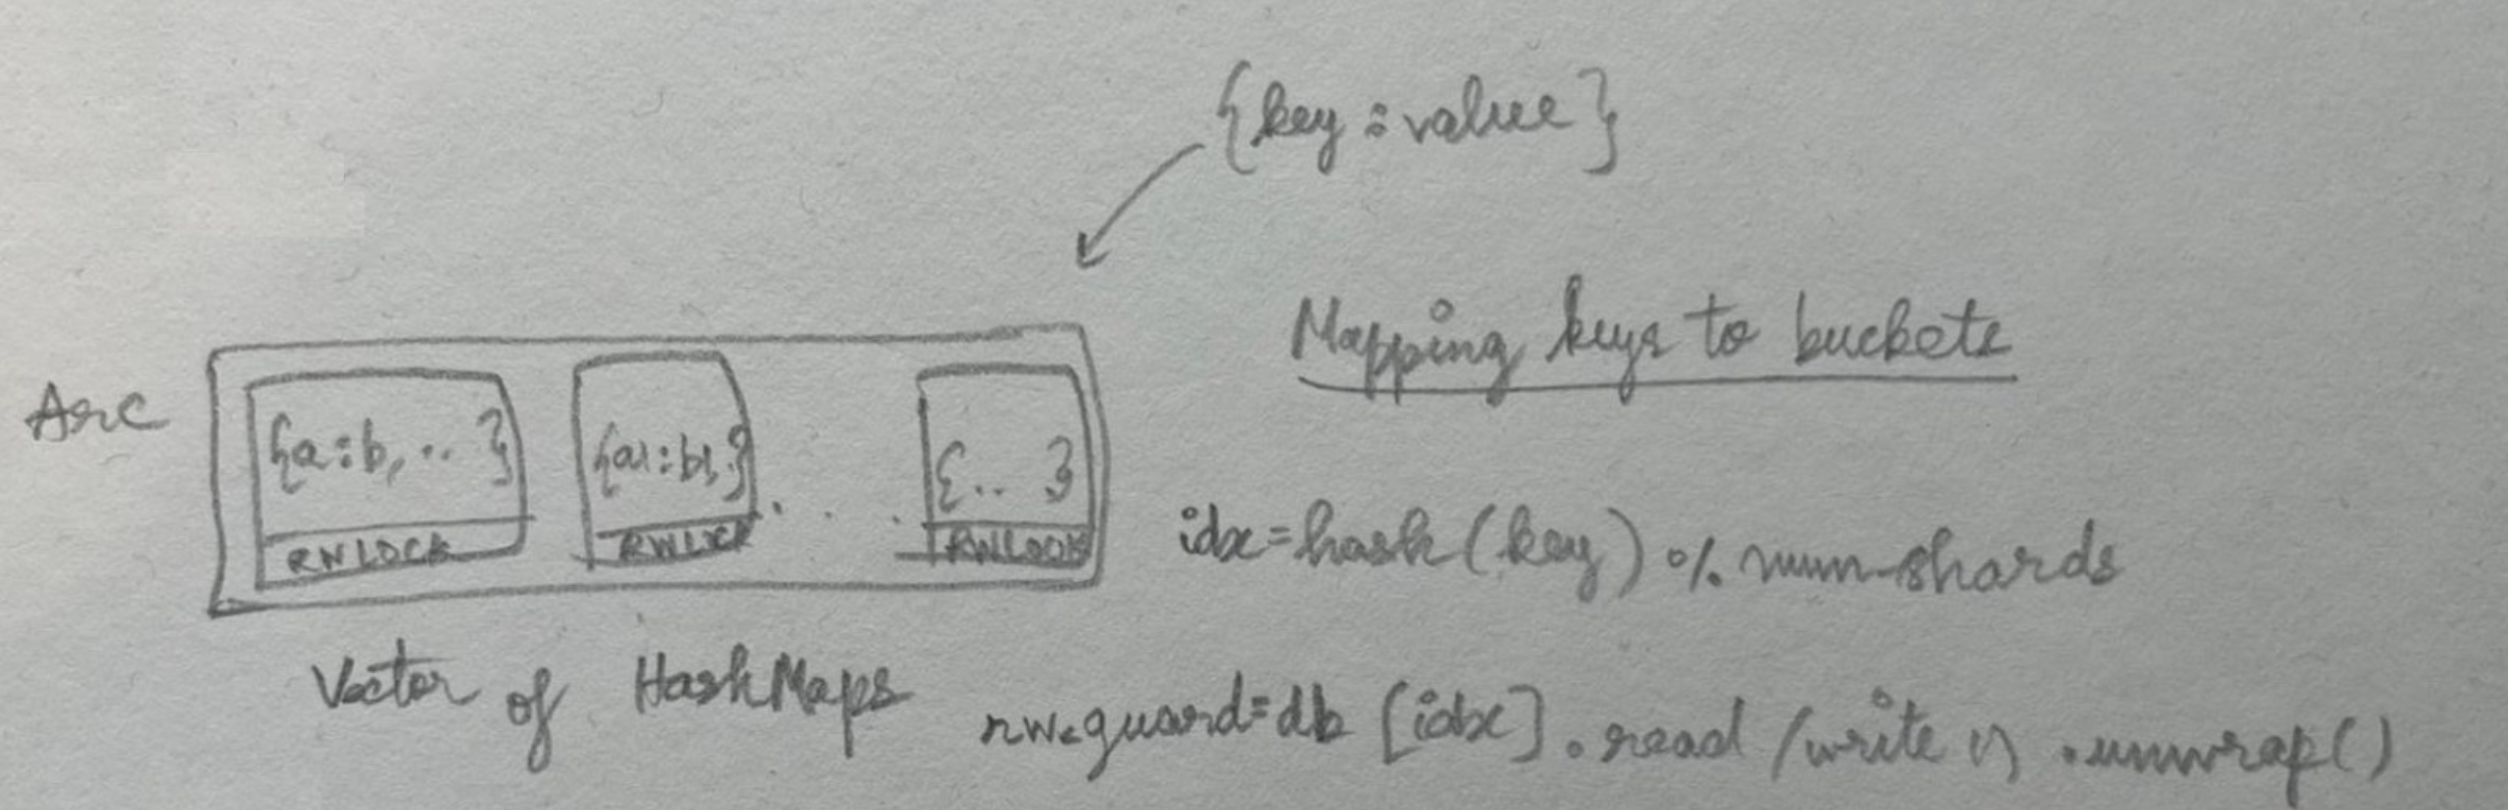 {key : value}
Mapping keys to buckets
Arc
{a:b, .. }
{a1:b1,}
. . .
{.. }
RWLOCK
RWLOCK
RWLOCK
idx=hash(key) % num_shards
Vector of HashMaps
rw_guard=db [idx].read /write () .unwrap()